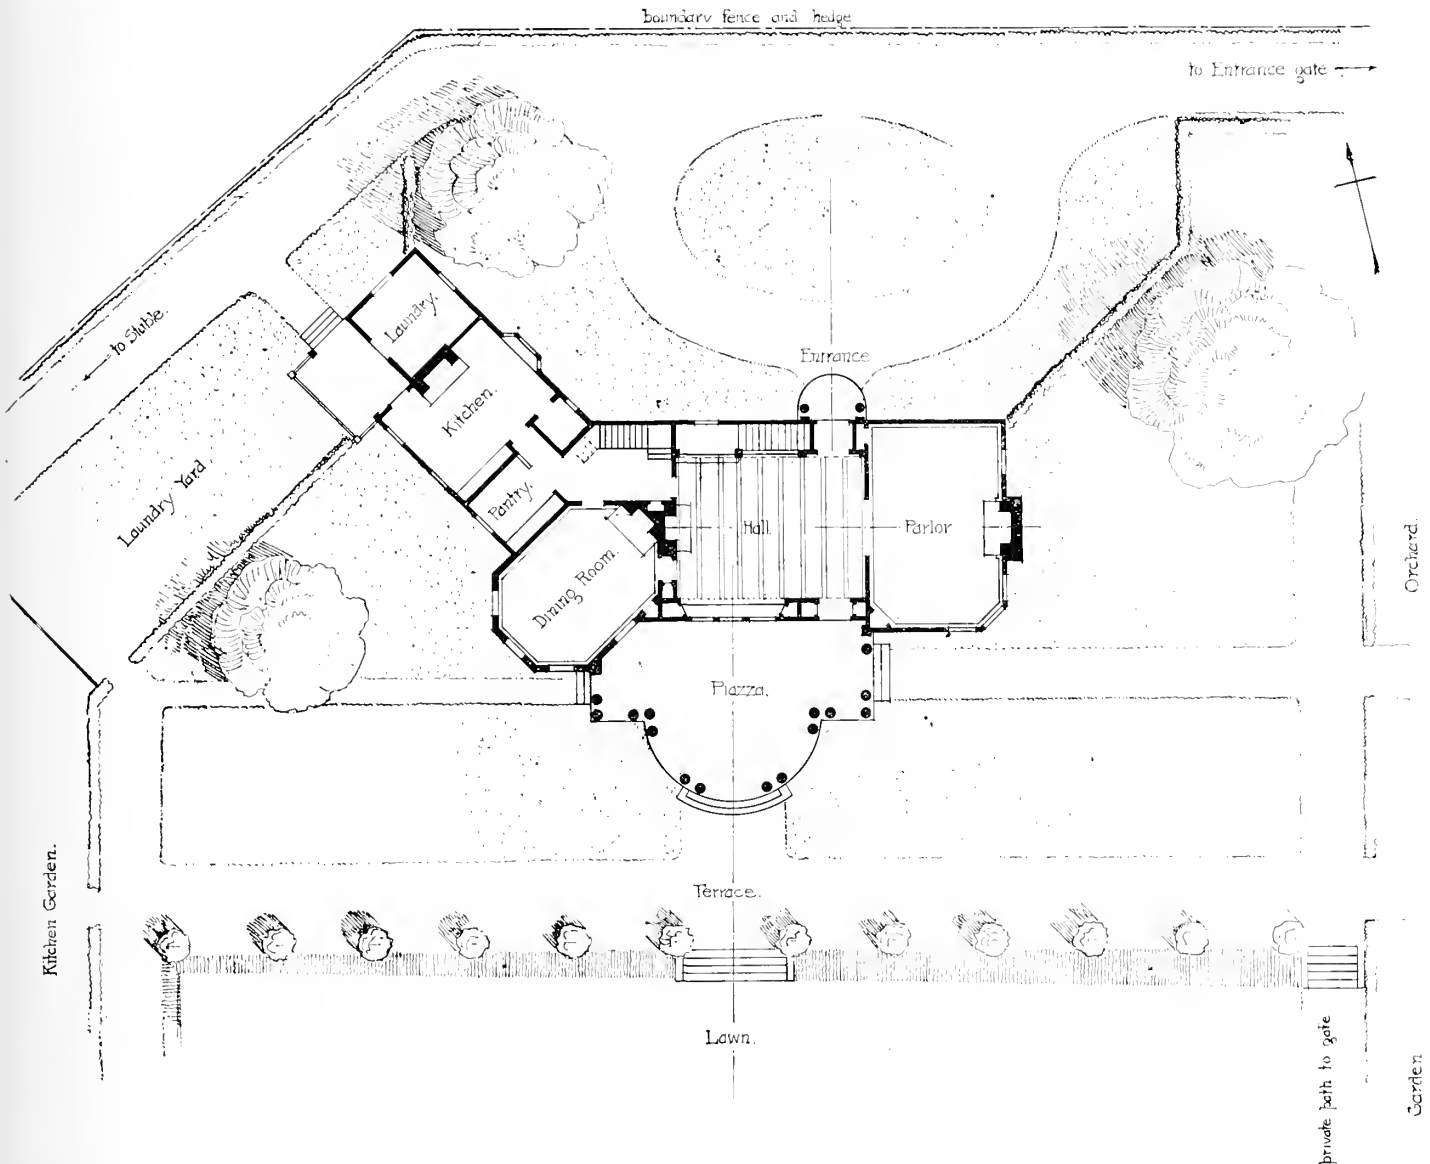 boundary fence and hedge
to Entrance gate
to Stable.
Laundry.
Entrance
Kitchen.
Laundry Yard
Pantry.
Hall.
Parlor
Orchard.
Dining Room.
Piazza.
Kitchen Garden.
Terrace.
Lawn.
private path to gate
Garden